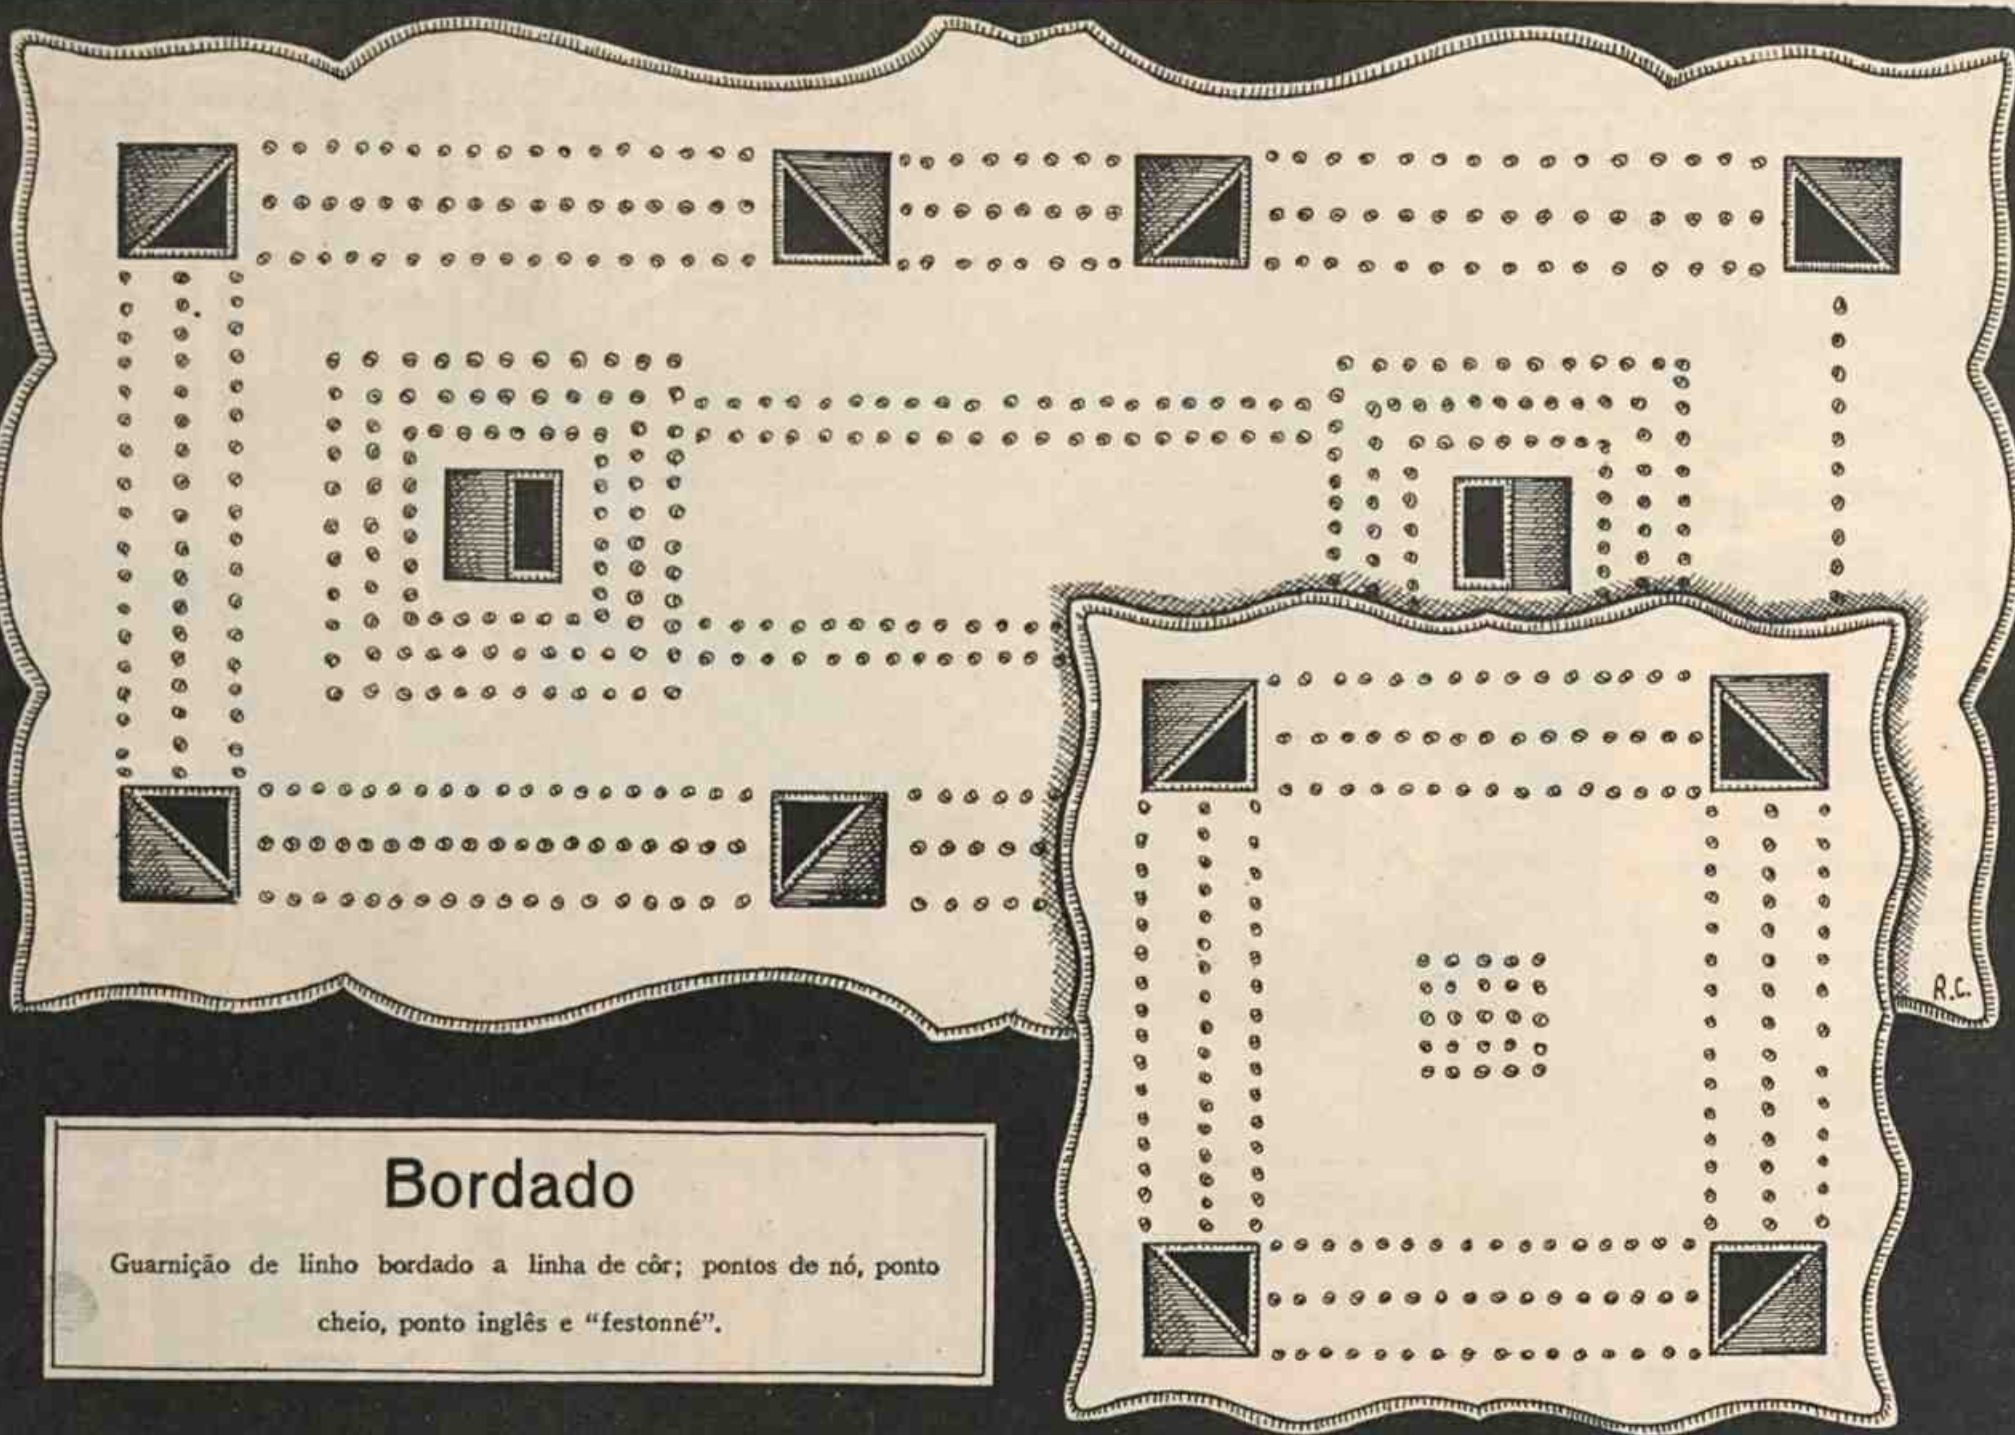 R.C.
Bordado
Guarnição de linho bordado a linha de côr; pontos de nó, ponto
cheio, ponto inglês e “festonné”.